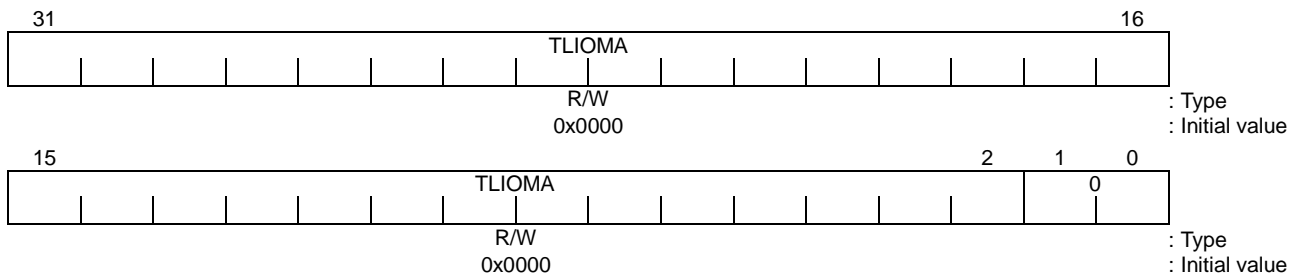 31 16
TLIOMA
R/W : Type
0x0000 : Initial value
15 2 1 0
TLIOMA 0
R/W : Type
0x0000 : Initial value